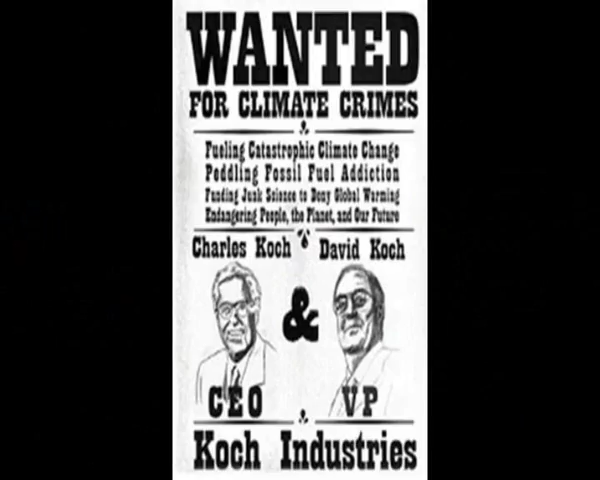 WANTED
FOR CLIMATE CRIMES
Fueling Catastrophic Climate Change
Peddling Fossil Fuel Addiction
Funding Junk Science to Deny Global Warming
Endangering People, the Planet, and Our Future
Charles Koch David Koch
&
CEO VP
Koch Industries